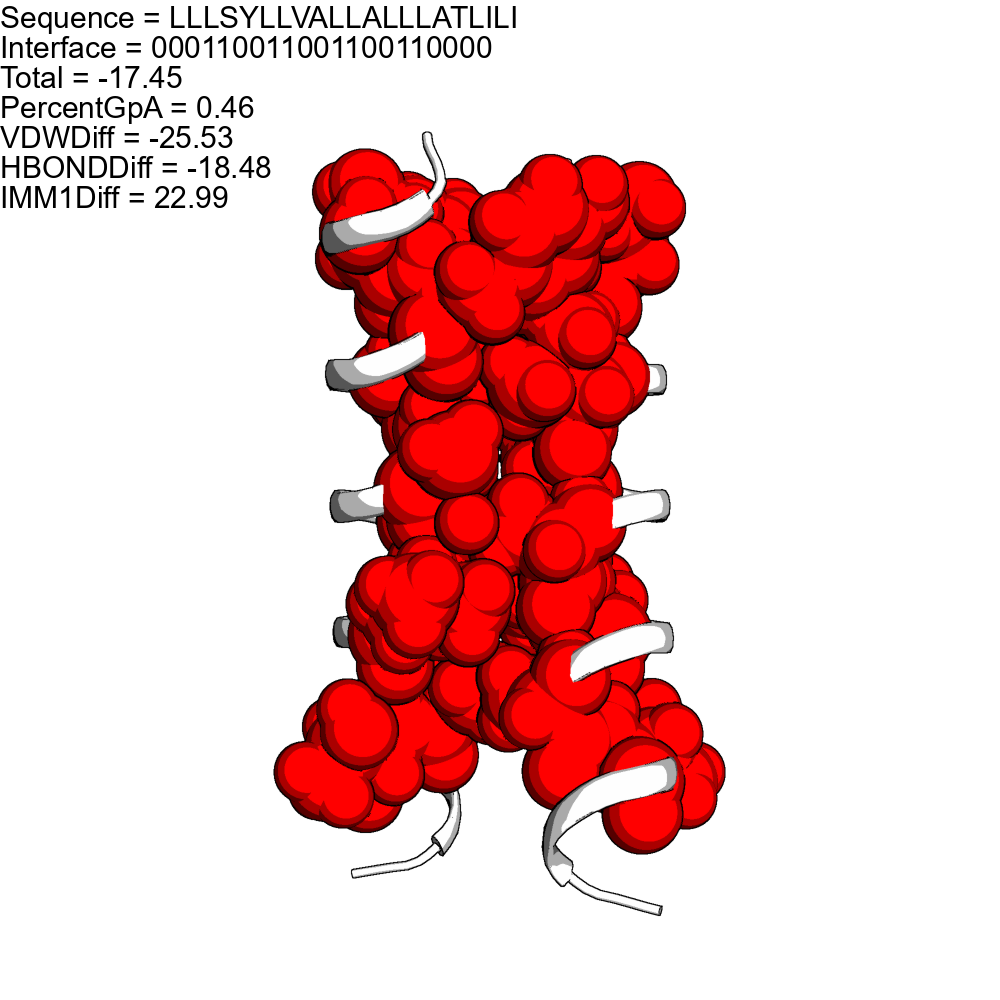 Sequence = LLLSYLLVALLALLLATLILI
Interface = 000110011001100110000
Total = -17.45
PercentGpA = 0.46
VDWDiff = -25.53
HBONDDiff = -18.48
IMM1Diff = 22.99